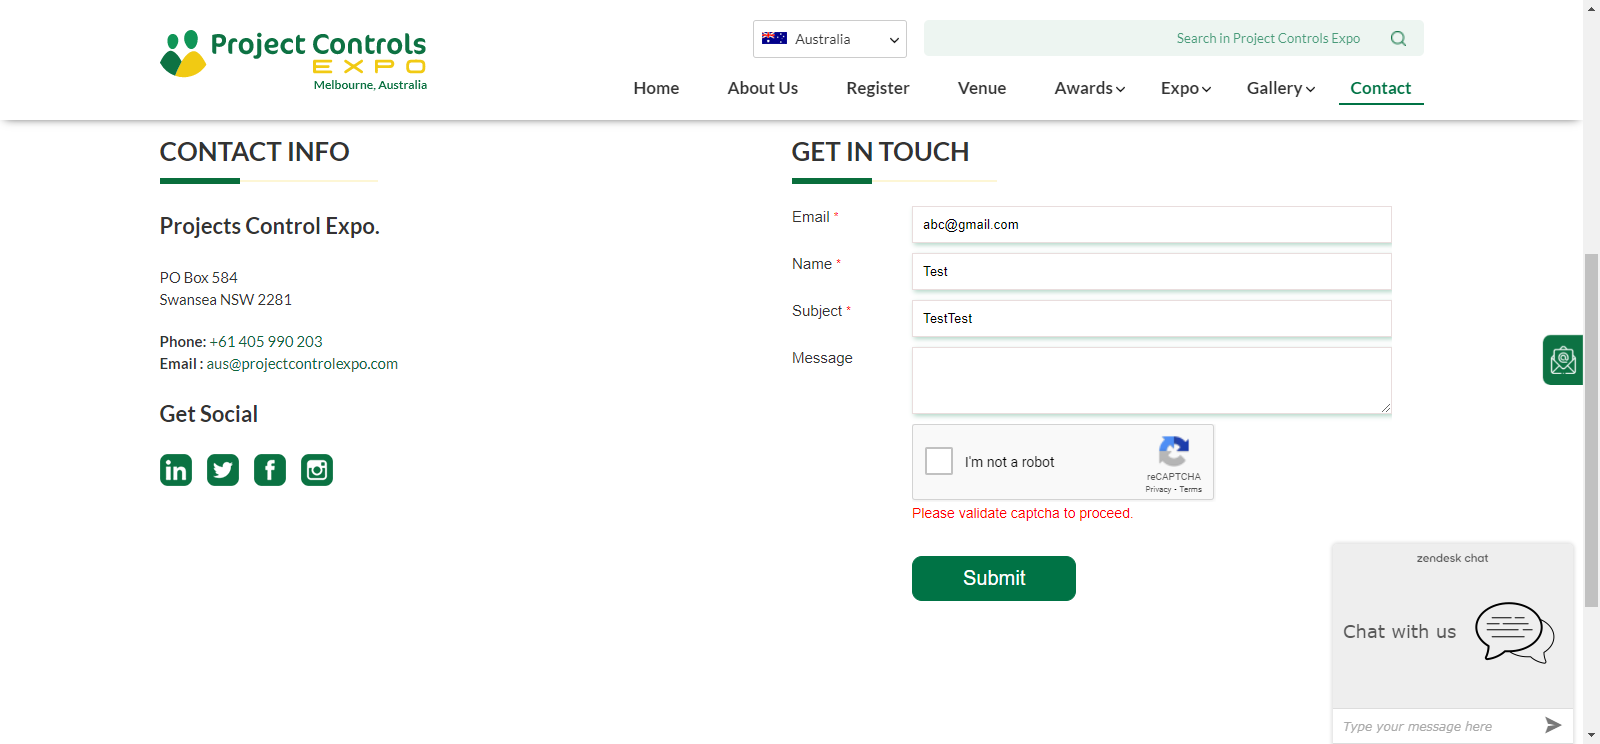 Project Controls
EXPO
Melbourne, Australia
Australia
Search in Project Controls Expo
Home About Us Register Venue Awards Expo Gallery Contact
CONTACT INFO
Projects Control Expo.
PO Box 584
Swansea NSW 2281
Phone: +61 405 990 203
Email : aus@projectcontrolexpo.com
Get Social
in
f
GET IN TOUCH
Email *
abc@gmail.com
Name *
Test
Subject *
TestTest
Message
I'm not a robot
reCAPTCHA
Privacy - Terms
Please validate captcha to proceed.
Submit
@
zendesk chat
Chat with us
Type your message here